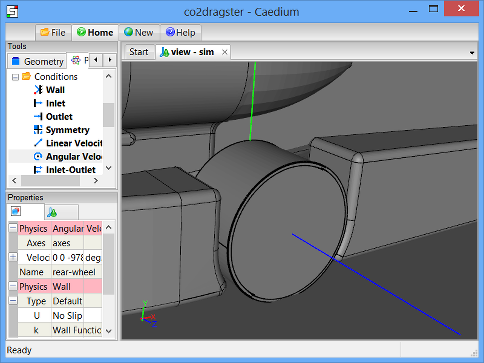 co2dragster - Caedium
File Home New Help
Tools
Geometry
Conditions
Wall
Inlet
Outlet
Symmetry
Linear Velocit
Angular Velo
Inlet-Outlet
Start view - sim
Properties
Physics Angular Velo
Axes axes
Veloc 0 0 -978 deg
Name rear-wheel
Physics Wall
Type Default
U No Slip
k Wall Functio
Ready